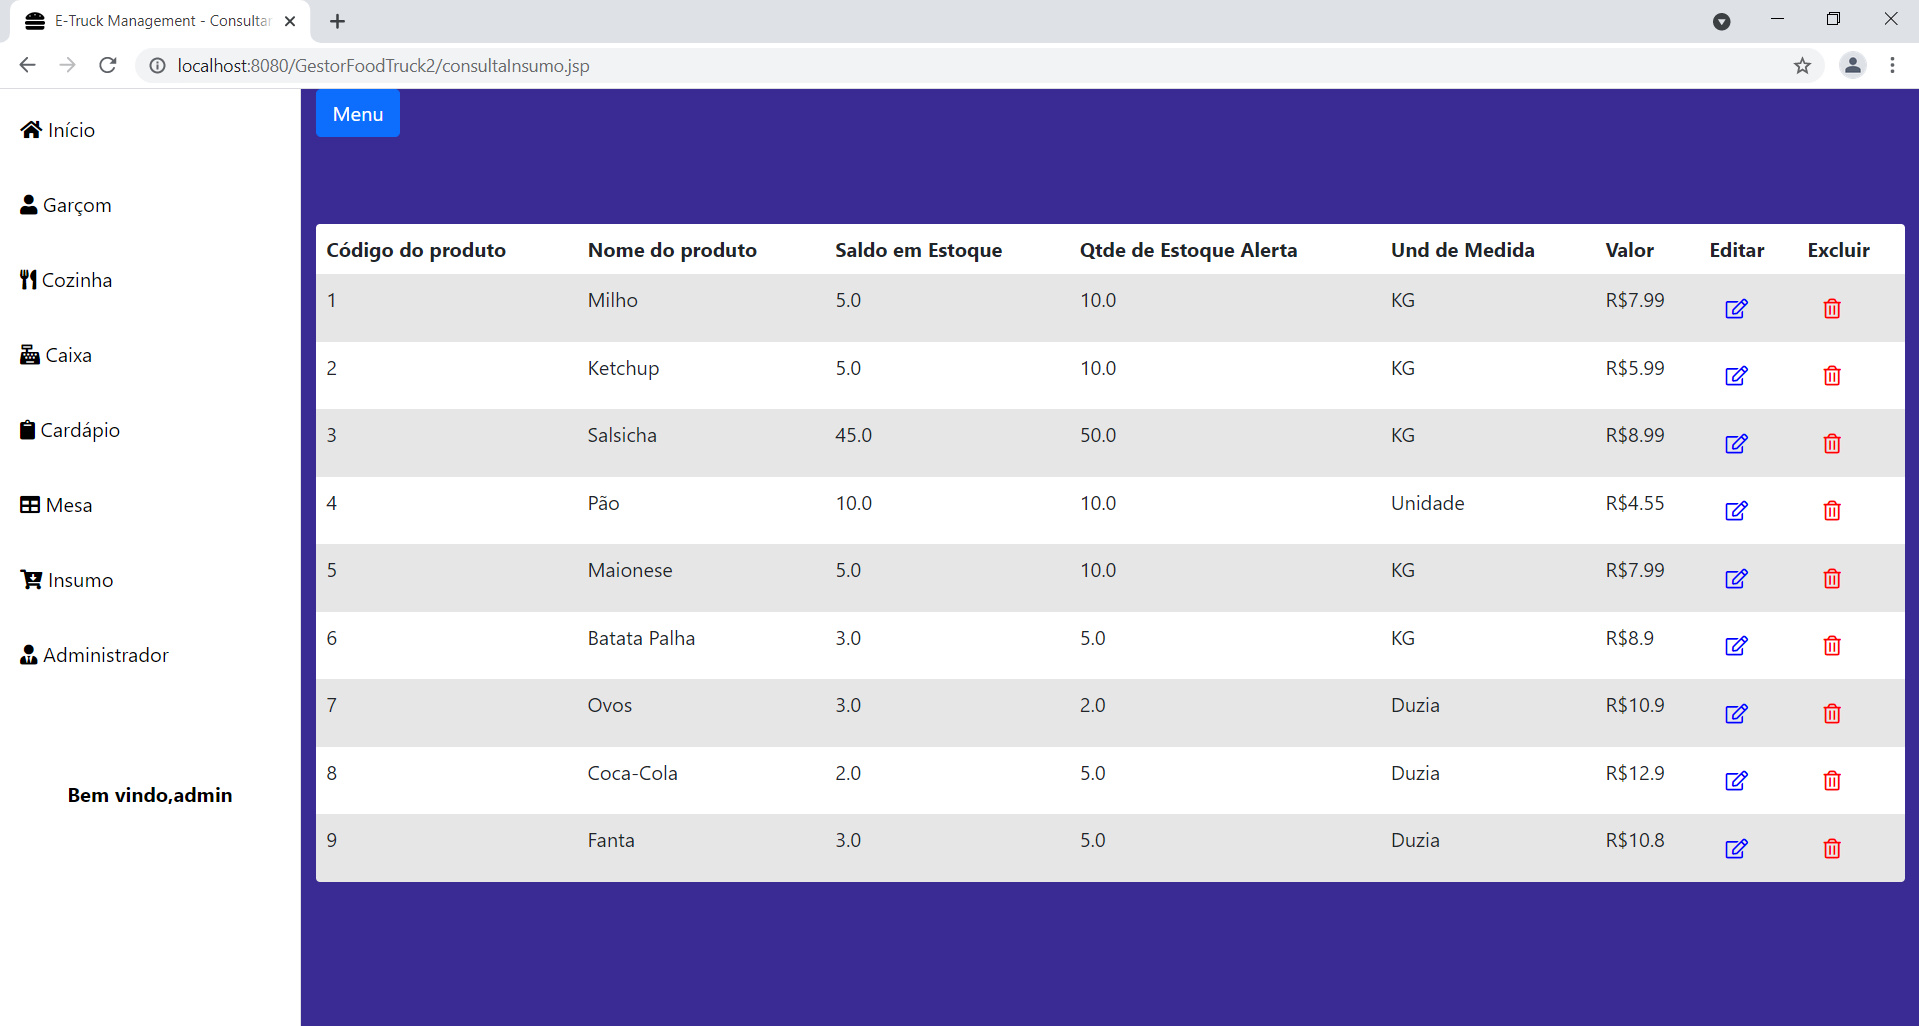 E-Truck Management - Consultar
localhost:8080/GestorFoodTruck2/consultaInsumo.jsp
Início
Garçom
Cozinha
Caixa
Cardápio
Mesa
Insumo
Administrador
Bem vindo,admin
Menu
Código do produto Nome do produto Saldo em Estoque Qtde de Estoque Alerta Und de Medida Valor Editar Excluir
1 Milho 5.0 10.0 KG R$7.99
2 Ketchup 5.0 10.0 KG R$5.99
3 Salsicha 45.0 50.0 KG R$8.99
4 Pão 10.0 10.0 Unidade R$4.55
5 Maionese 5.0 10.0 KG R$7.99
6 Batata Palha 3.0 5.0 KG R$8.9
7 Ovos 3.0 2.0 Duzia R$10.9
8 Coca-Cola 2.0 5.0 Duzia R$12.9
9 Fanta 3.0 5.0 Duzia R$10.8